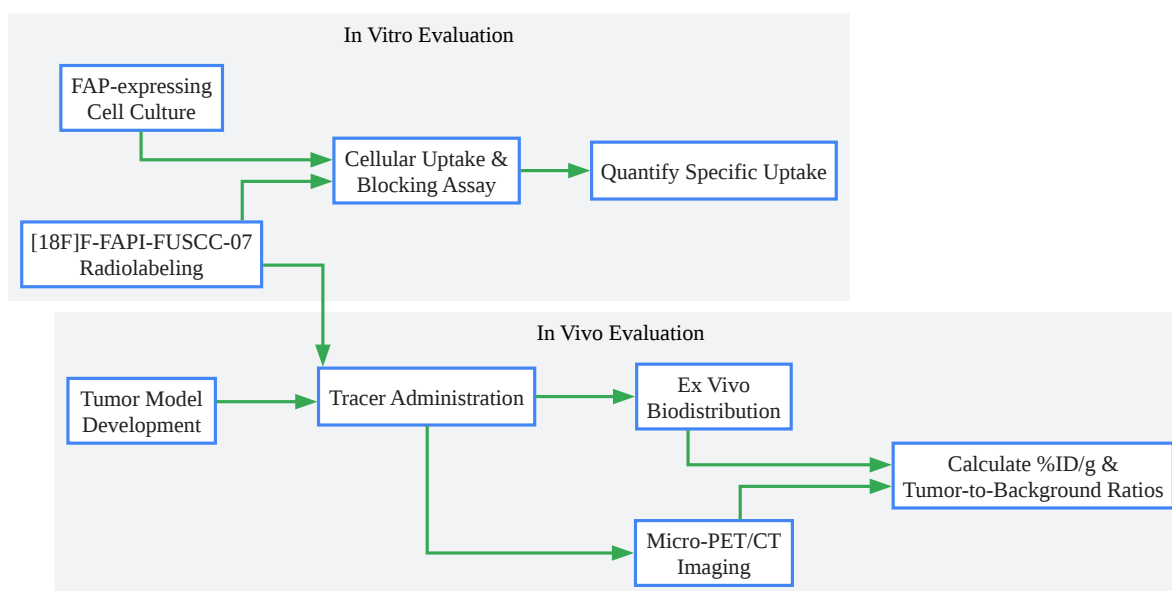 In Vitro Evaluation
FAP-expressing
Cell Culture
Cellular Uptake &
Blocking Assay
Quantify Specific Uptake
[18F]F-FAPI-FUSCC-07
Radiolabeling
In Vivo Evaluation
Tumor Model
Development
Tracer Administration
Ex Vivo
Biodistribution
Calculate %ID/g &
Tumor-to-Background Ratios
Micro-PET/CT
Imaging